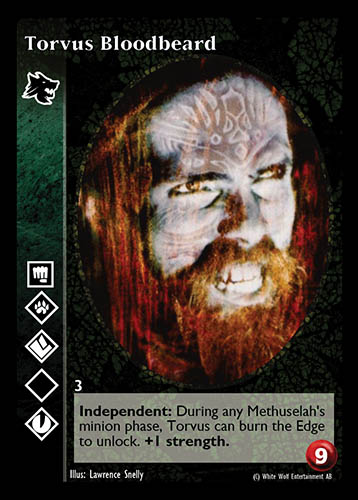 Torvus Bloodbeard
3
Independent: During any Methuselah's
minion phase, Torvus can burn the Edge
to unlock. +1 strength.
9
Illus: Lawrence Snelly
(C) White Wolf Entertainment AB